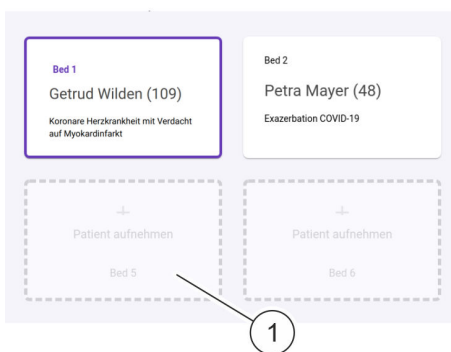 Bed 1
Getrud Wilden (109)
Koronare Herzkrankheit mit Verdacht
auf Myokardinfarkt
Bed 2
Petra Mayer (48)
Exazerbation COVID-19
+
Patient aufnehmen
Bed 5
+
Patient aufnehmen
Bed 6
1